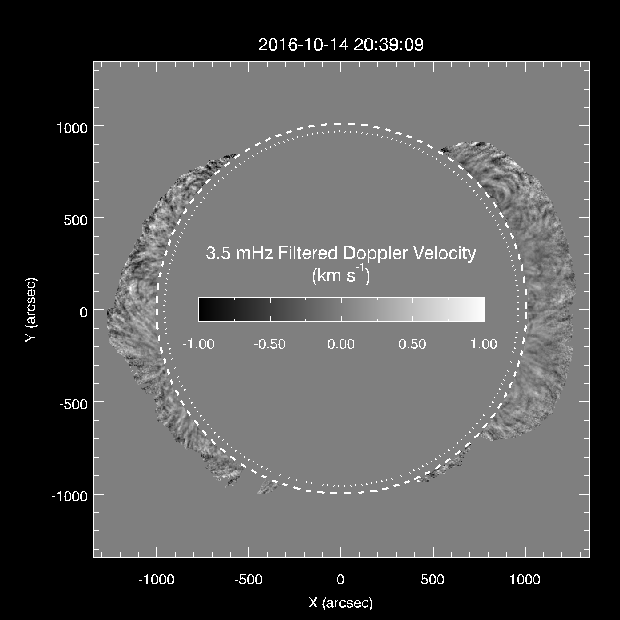 2016-10-14 20:39:09
1000
500
0
-500
-1000
Y (arcsec)
3.5 mHz Filtered Doppler Velocity
(km s-1)
-1.00 -0.50 0.00 0.50 1.00
-1000 -500 0 500 1000
X (arcsec)